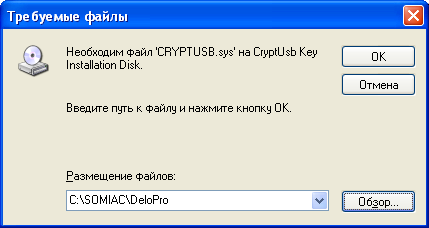 Требуемые файлы
Необходим файл 'CRYPTUSB.sys' на CryptUsb Key
Installation Disk.
OK
Отмена
Введите путь к файлу и нажмите кнопку OK.
Размещение файлов:
C:\SOMIAC\DeloPro
Обзор...